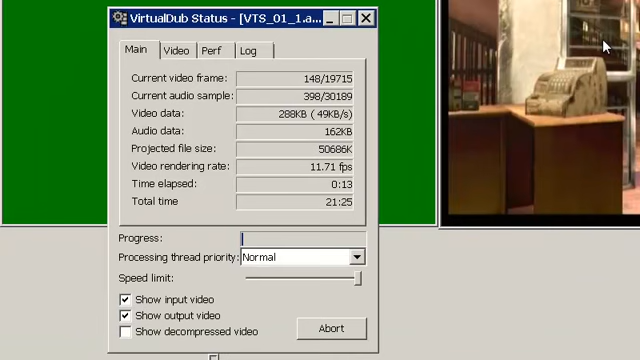 VirtualDub Status - [VTS_01_1.a...
Main Video Perf Log
Current video frame: 148/19715
Current audio sample: 398/30189
Video data: 288KB ( 49KB/s)
Audio data: 162KB
Projected file size: 50686K
Video rendering rate: 11.71 fps
Time elapsed: 0:13
Total time 21:25
Progress:
Processing thread priority: Normal
Speed limit:
Show input video
Show output video
Show decompressed video
Abort